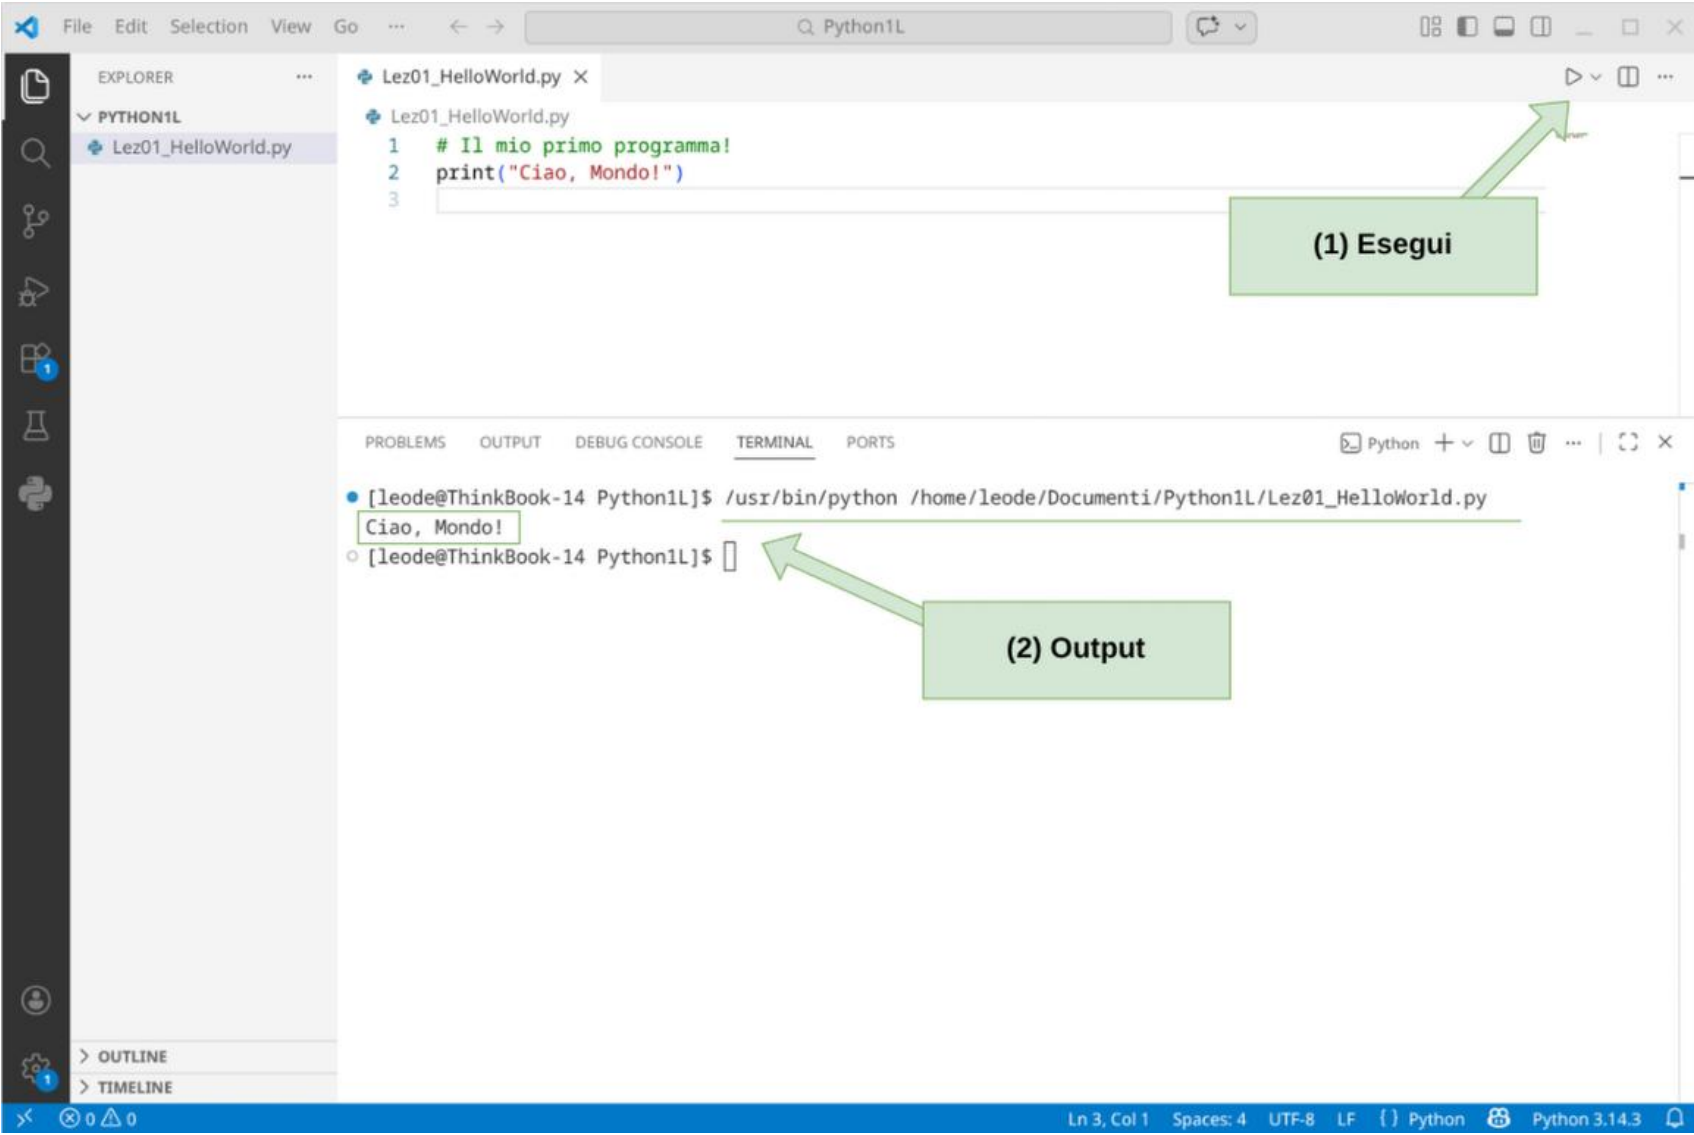 File Edit Selection View Go ··· Python1L
EXPLORER ···
PYTHON1L
Lez01_HelloWorld.py
Lez01_HelloWorld.py
Lez01_HelloWorld.py
1 # Il mio primo programma!
2 print("Ciao, Mondo!")
3
(1) Esegui
1
PROBLEMS OUTPUT DEBUG CONSOLE TERMINAL PORTS Python
[leode@ThinkBook-14 Python1L]$ /usr/bin/python /home/leode/Documenti/Python1L/Lez01_HelloWorld.py
Ciao, Mondo!
[leode@ThinkBook-14 Python1L]$
(2) Output
OUTLINE
1
TIMELINE
0 0 Ln 3, Col 1 Spaces: 4 UTF-8 LF { } Python Python 3.14.3